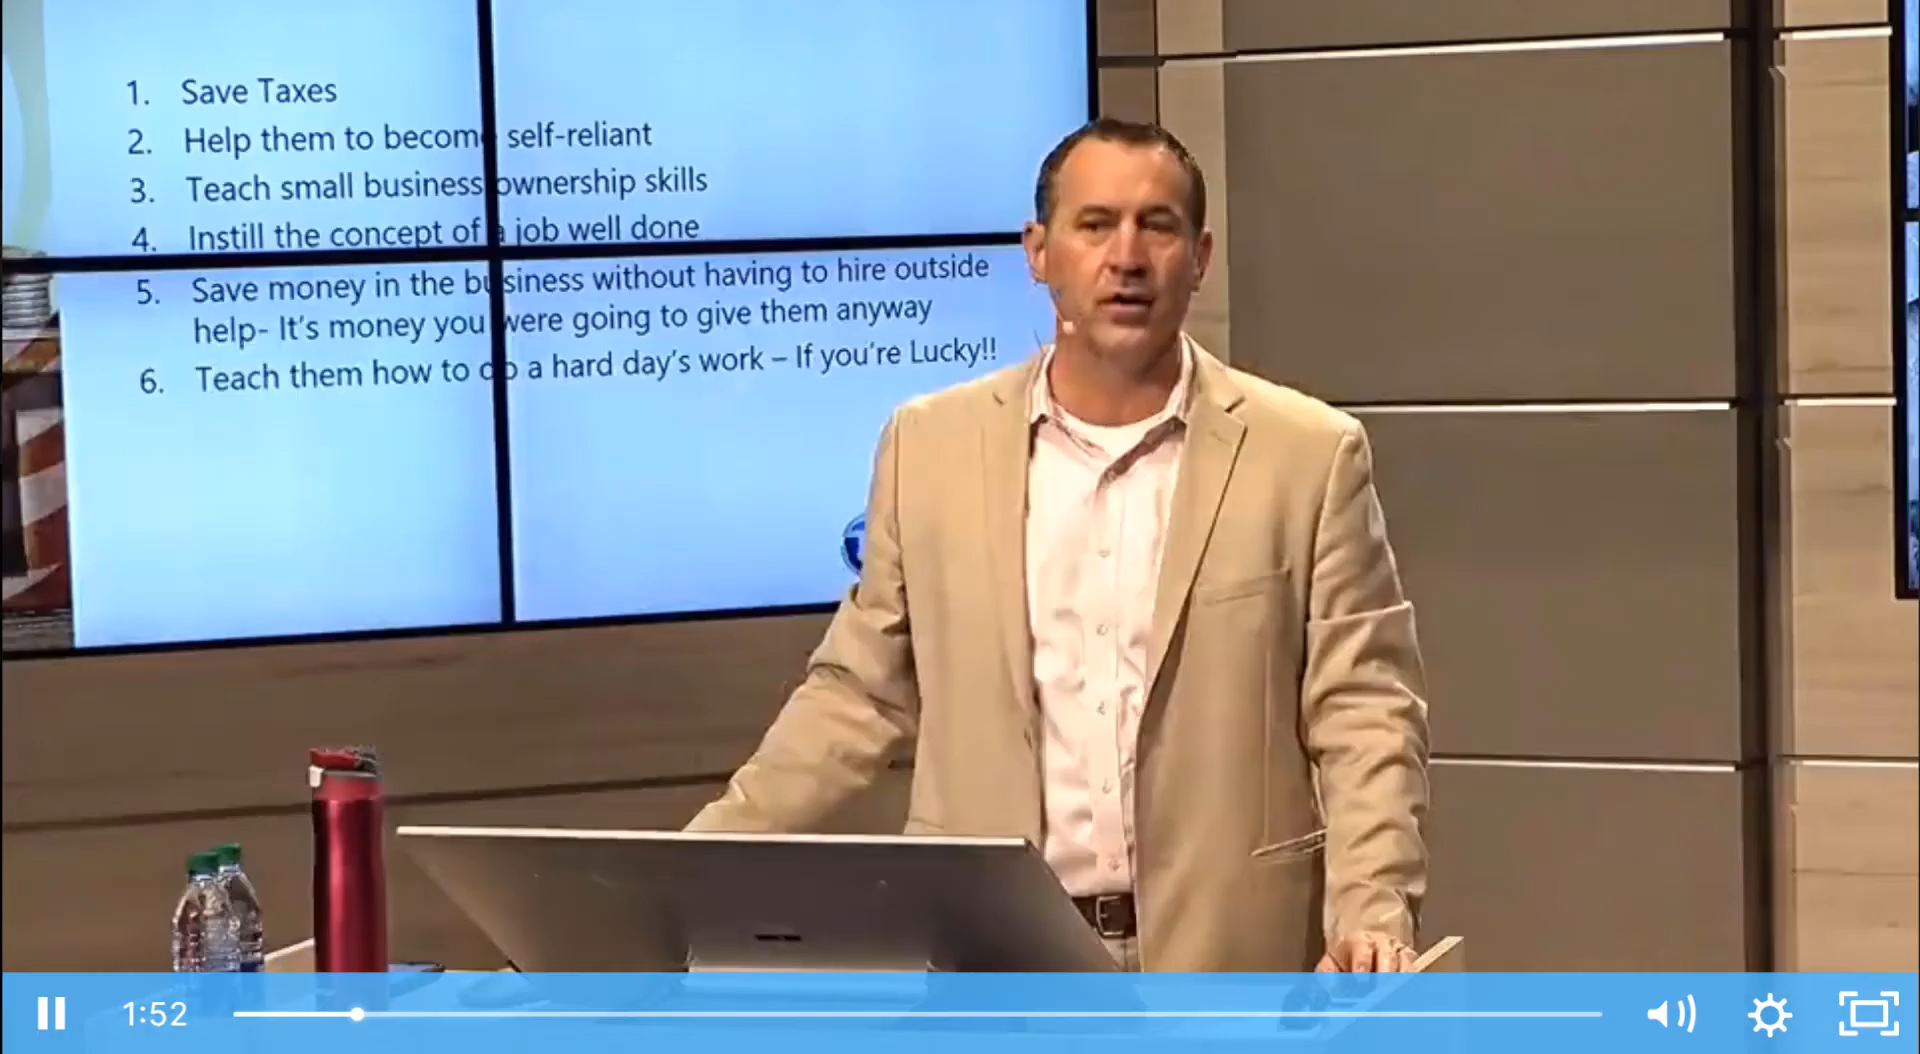 1. Save Taxes
2. Help them to become self-reliant
3. Teach small business ownership skills
4. Instill the concept of a job well done
5. Save money in the business without having to hire outside
help- It's money you were going to give them anyway
6. Teach them how to do a hard day's work – If you're Lucky!!
1:52